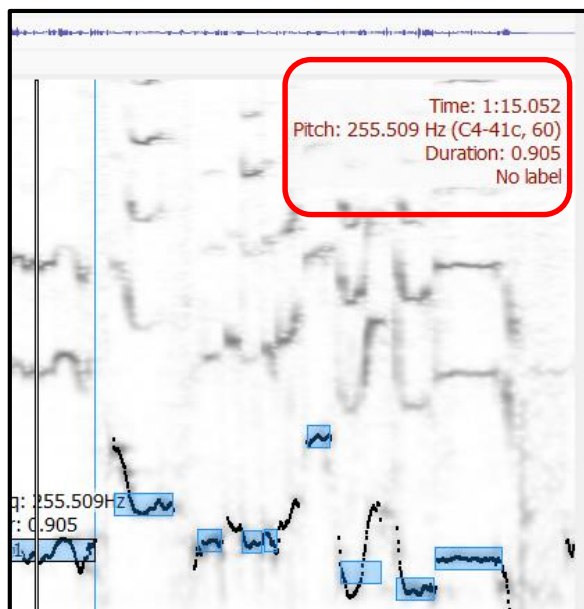 Time: 1:15.052
Pitch: 255.509 Hz (C4-41c, 60)
Duration: 0.905
No label
q: 255.509Hz
r: 0.905